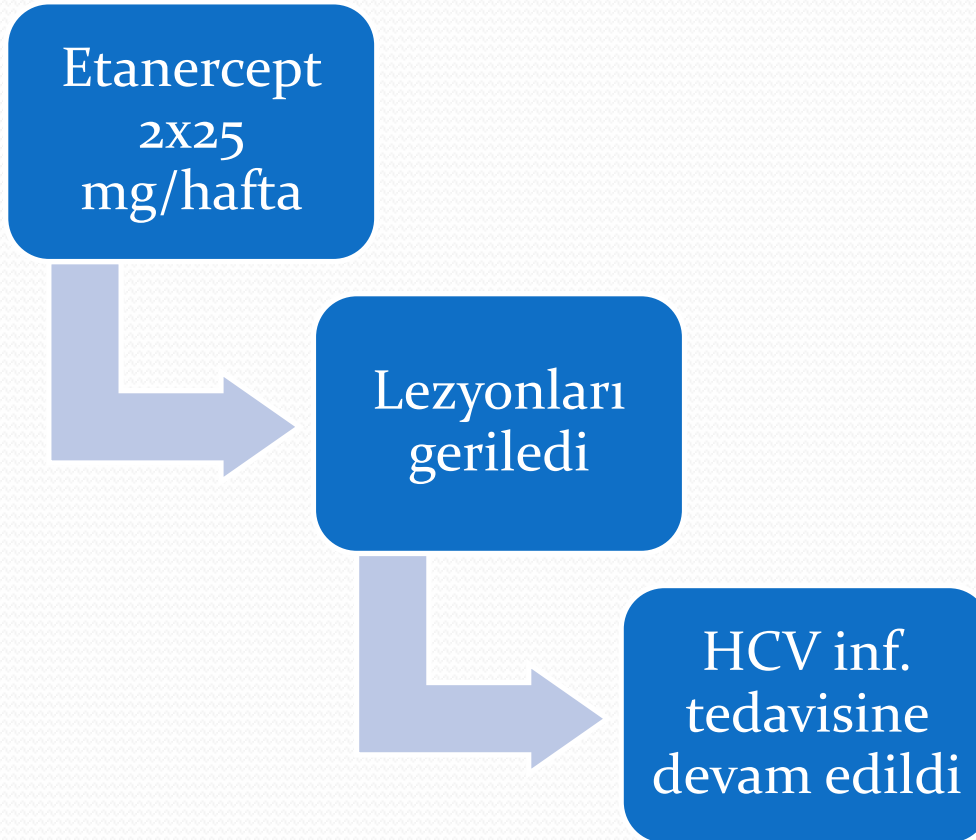 Etanercept
2x25
mg/hafta
Lezyonları
geriledi
HCV inf.
tedavisine
devam edildi